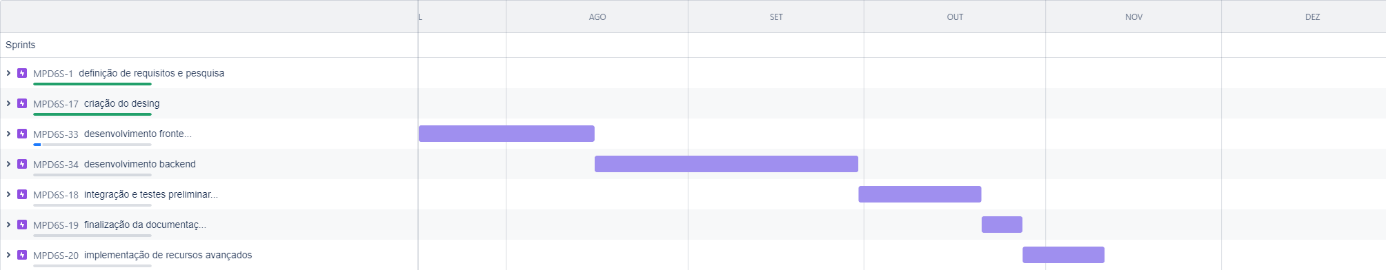 L AGO SET OUT NOV DEZ
Sprints
MPD6S-1 definição de requisitos e pesquisa
MPD6S-17 criação do desing
MPD6S-33 desenvolvimento fronte...
MPD6S-34 desenvolvimento backend
MPD6S-18 integração e testes preliminar...
MPD6S-19 finalização da documentaç...
MPD6S-20 implementação de recursos avançados